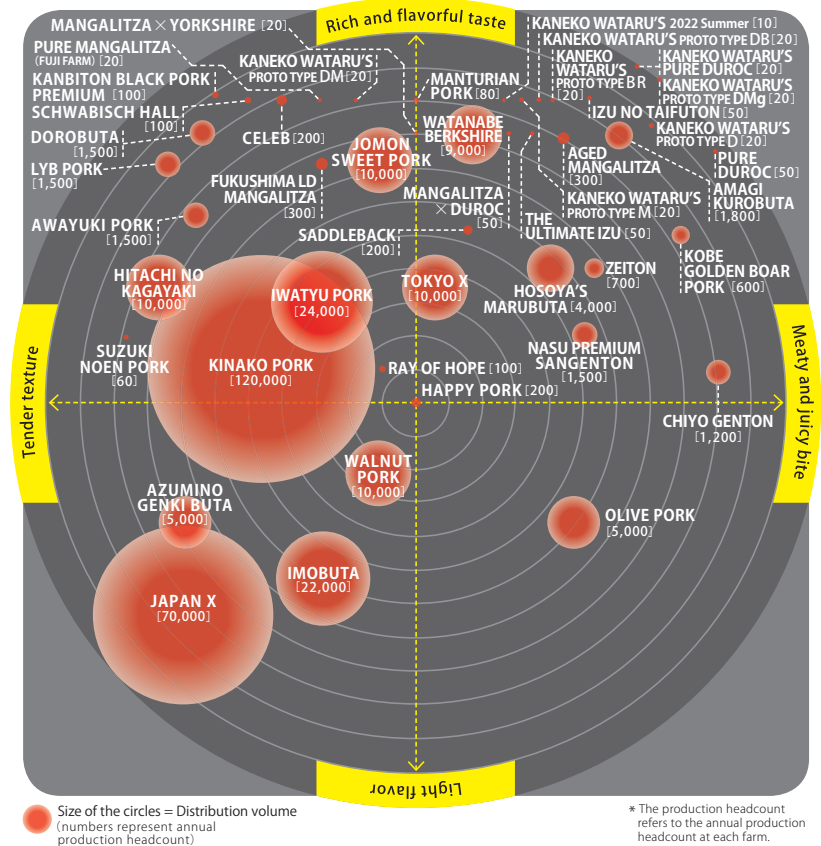 Rich and flavorful taste
MANGALITZA × YORKSHIRE [20]
PURE MANGALITZA
(FUJI FARM) [20]
KANBITON BLACK PORK
PREMIUM [100]
SCHWABISCH HALL
[100]
DOROBUTA
[1,500]
LYB PORK
[1,500]
AWAYUKI PORK
[1,500]
KANEKO WATARU'S
PROTO TYPE DM [20]
CELEB [200]
FUKUSHIMA LD
MANGALITZA
[300]
JOMON
SWEET PORK
[10,000]
MANTURIAN
PORK [80]
WATANABE
BERKSHIRE
[9,000]
MANGALITZA
× DUROC
[50]
SADDLEBACK
[200]
KANEKO WATARU'S 2022 Summer [10]
KANEKO WATARU'S PROTO TYPE DB [20]
KANEKO
WATARU'S
PROTO TYPE BR
[20]
KANEKO WATARU'S
PURE DUROC [20]
KANEKO WATARU'S
PROTO TYPE DMg [20]
IZU NO TAIFUTON [50]
KANEKO WATARU'S
PROTO TYPE D [20]
PURE
DUROC [50]
AGED
MANGALITZA
[300]
AMAGI
KUROBUTA
[1,800]
KANEKO WATARU'S
PROTO TYPE M [20]
THE
ULTIMATE IZU [50]
KOBE
GOLDEN BOAR
PORK [600]
HITACHI NO
KAGAYAKI
[10,000]
IWATYU PORK
[24,000]
TOKYO X
[10,000]
HOSOYA'S
MARUBUTA [4,000]
ZEITON
[700]
SUZUKI
NOEN PORK
[60]
KINAKO PORK
[120,000]
RAY OF HOPE [100]
HAPPY PORK [200]
NASU PREMIUM
SANGENTON
[1,500]
CHIYO GENTON
[1,200]
Tender texture
Meaty and juicy bite
WALNUT
PORK
[10,000]
AZUMINO
GENKI BUTA
[5,000]
OLIVE PORK
[5,000]
IMOBUTA
[22,000]
JAPAN X
[70,000]
Light flavor
Size of the circles = Distribution volume
(numbers represent annual
production headcount)
* The production headcount
refers to the annual production
headcount at each farm.